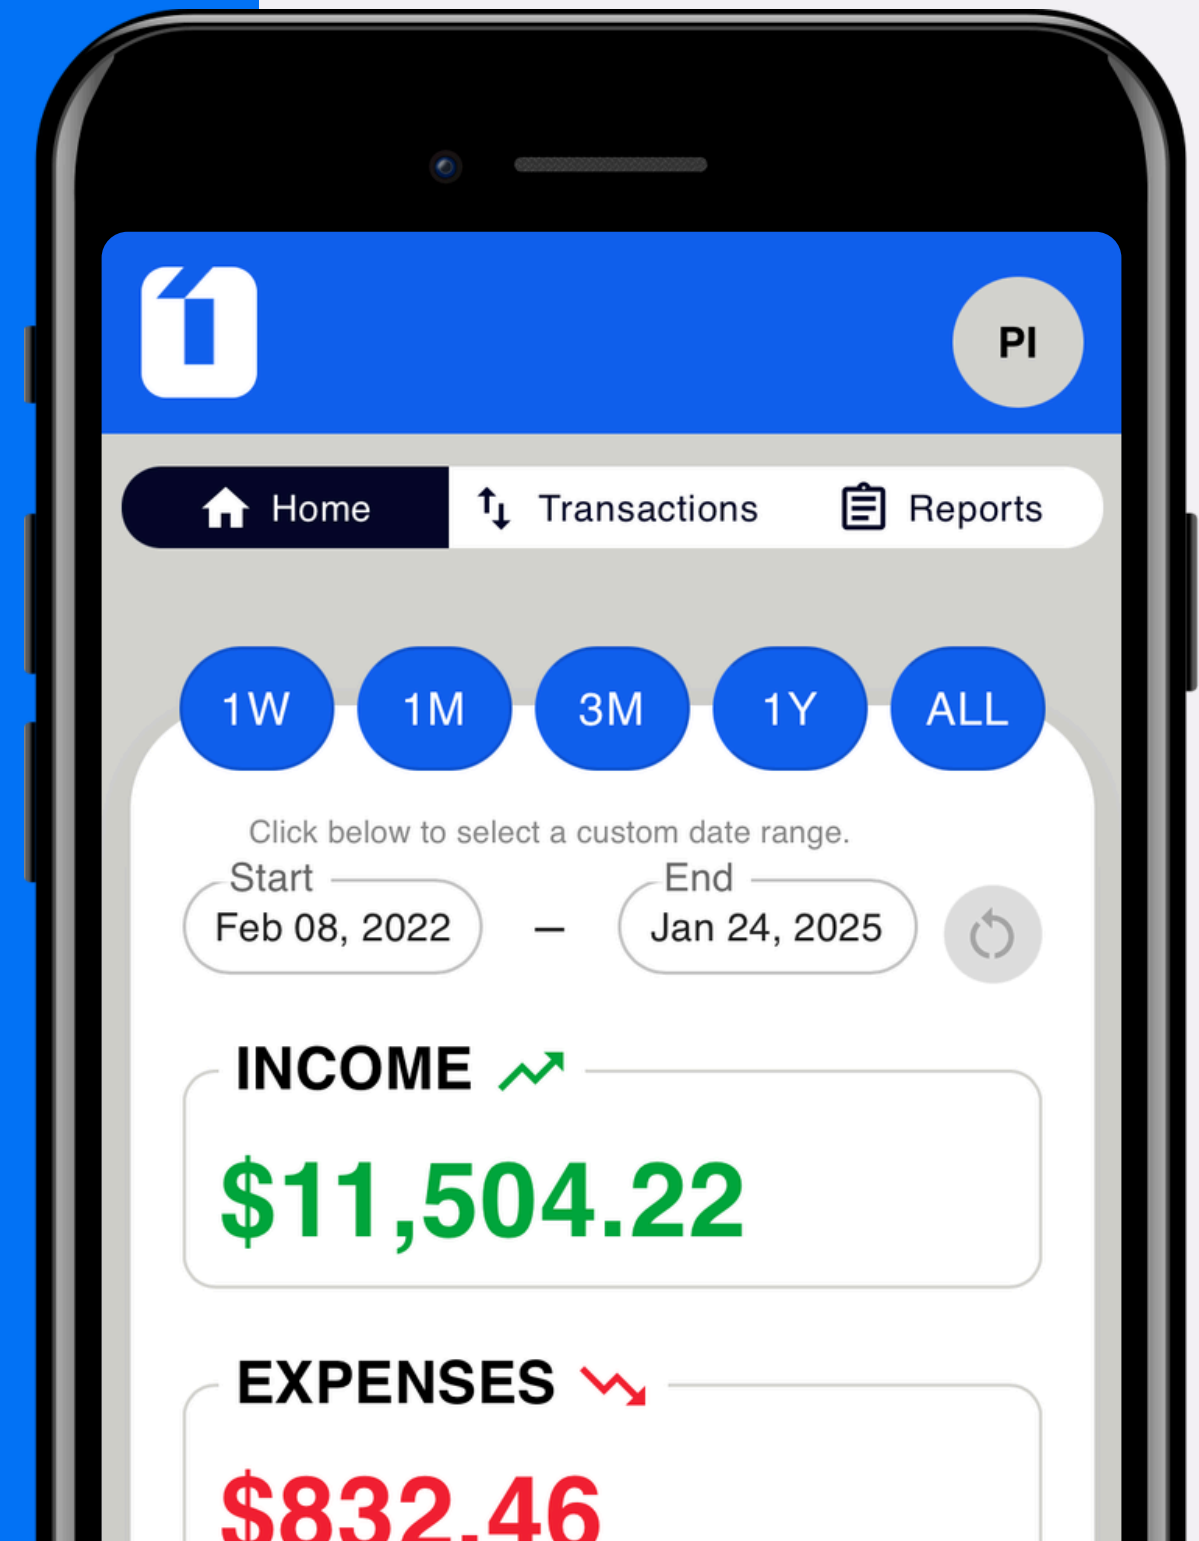 1
PI
Home Transactions Reports
1W 1M 3M 1Y ALL
Click below to select a custom date range.
Start End
Feb 08, 2022 – Jan 24, 2025
INCOME
$11,504.22
EXPENSES
$832.46